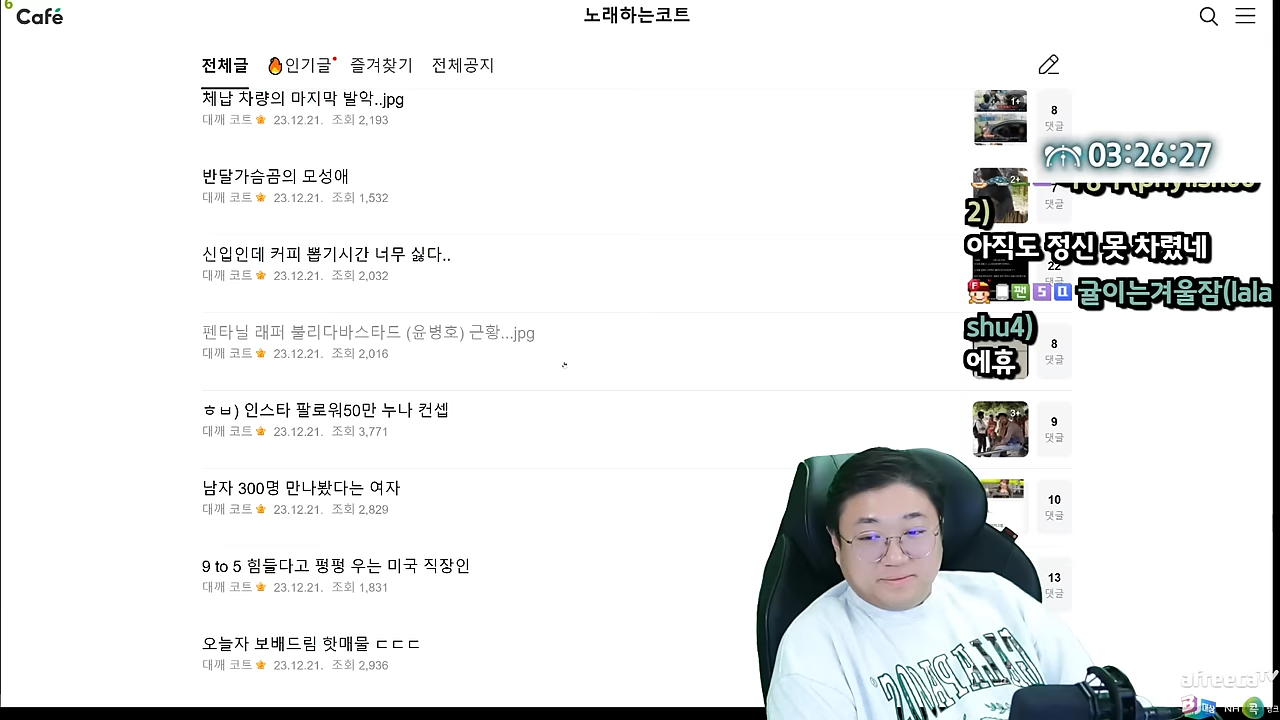 6
Café
노래하는코트
전체글 🔥인기글 즐겨찾기 전체공지
체납 차량의 마지막 발악..jpg
대깨 코트 23.12.21. 조회 2,193
1+
8
댓글
03:26:27
반달가슴곰의 모성애
대깨 코트 23.12.21. 조회 1,532
2+
7
댓글
2)
아직도 정신 못 차렸네
신입인데 커피 뽑기시간 너무 싫다..
대깨 코트 23.12.21. 조회 2,032
22
팬 5 귤이는겨울잠(lala
shu4)
에휴
펜타닐 래퍼 불리다바스타드 (윤병호) 근황...jpg
대깨 코트 23.12.21. 조회 2,016
8
댓글
ㅎㅂ) 인스타 팔로워50만 누나 컨셉
대깨 코트 23.12.21. 조회 3,771
3+
9
댓글
남자 300명 만나봤다는 여자
대깨 코트 23.12.21. 조회 2,829
10
댓글
9 to 5 힘들다고 펑펑 우는 미국 직장인
대깨 코트 23.12.21. 조회 1,831
13
댓글
오늘자 보배드림 핫매물 ㄷㄷㄷ
대깨 코트 23.12.21. 조회 2,936
afreecaTV